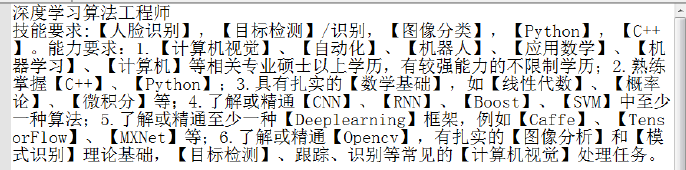 深度学习算法工程师
技能要求:【人脸识别】,【目标检测】/识别,【图像分类】,【Python】,【C++
】。能力要求: 1.【计算机视觉】、【自动化】、【机器人】、【应用数学】、【机
器学习】、【计算机】等相关专业硕士以上学历，有较强能力的不限制学历；2.熟练
掌握【C++】、【Python】；3.具有扎实的【数学基础】，如【线性代数】、【概率
论】、【微积分】等；4.了解或精通【CNN】、【RNN】、【Boost】、【SVM】中至少
一种算法；5.了解或精通至少一种【Deeplearning】框架，例如【Caffe】、【Tens
orFlow】、【MXNet】等；6.了解或精通【Opencv】，有扎实的【图像分析】和【模
式识别】理论基础，【目标检测】、跟踪、识别等常见的【计算机视觉】处理任务。